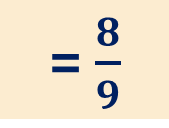 = 8/9